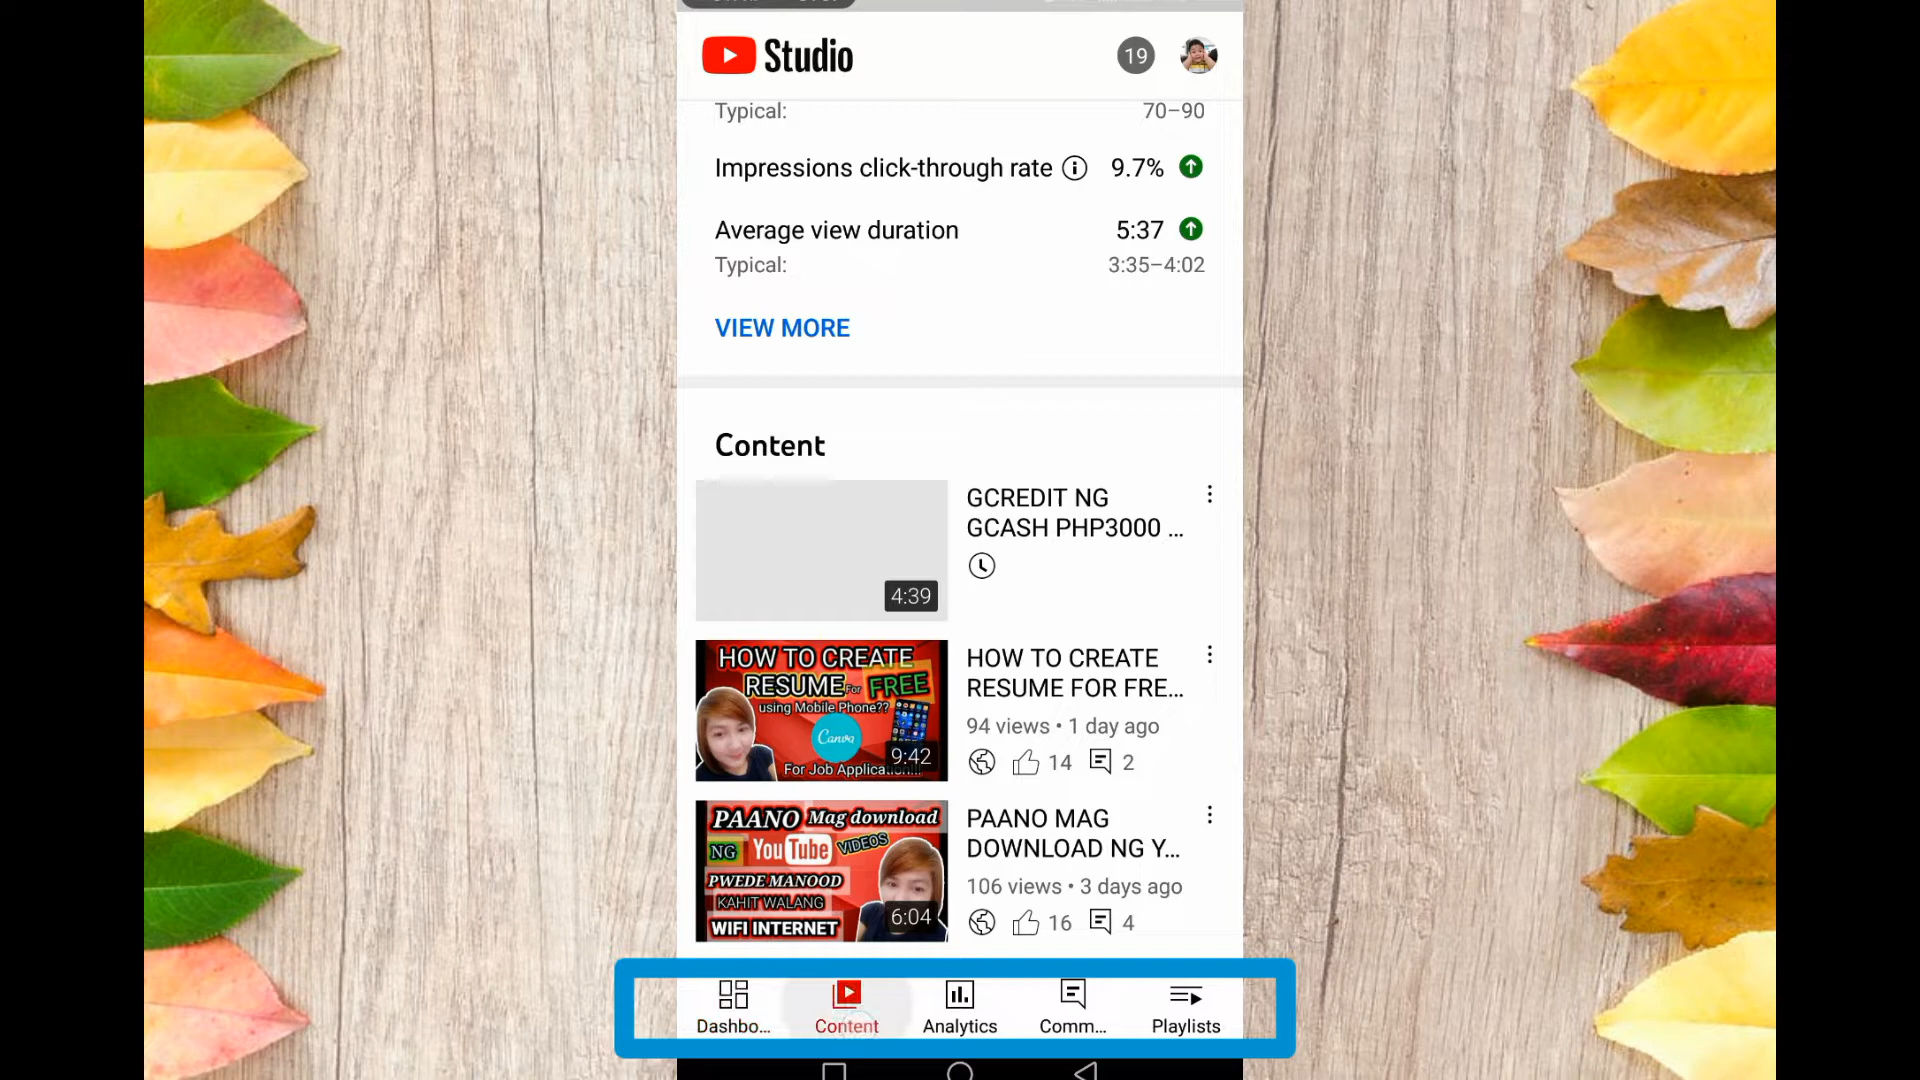 Studio
19
Typical: 70–90
Impressions click-through rate 9.7%
Average view duration 5:37
Typical: 3:35–4:02
VIEW MORE
Content
4:39
GCREDIT NG
GCASH PHP3000 ...
HOW TO CREATE
RESUME For FREE
using Mobile Phone??
Canva
9:42
For Job Application!!!
HOW TO CREATE
RESUME FOR FRE...
94 views • 1 day ago
14 2
PAANO Mag download
NG YouTube VIDEOS
PWEDE MANOOD
KAHIT WALANG
WIFI INTERNET
6:04
PAANO MAG
DOWNLOAD NG Y...
106 views • 3 days ago
16 4
Dashbo... Content Analytics Comm... Playlists